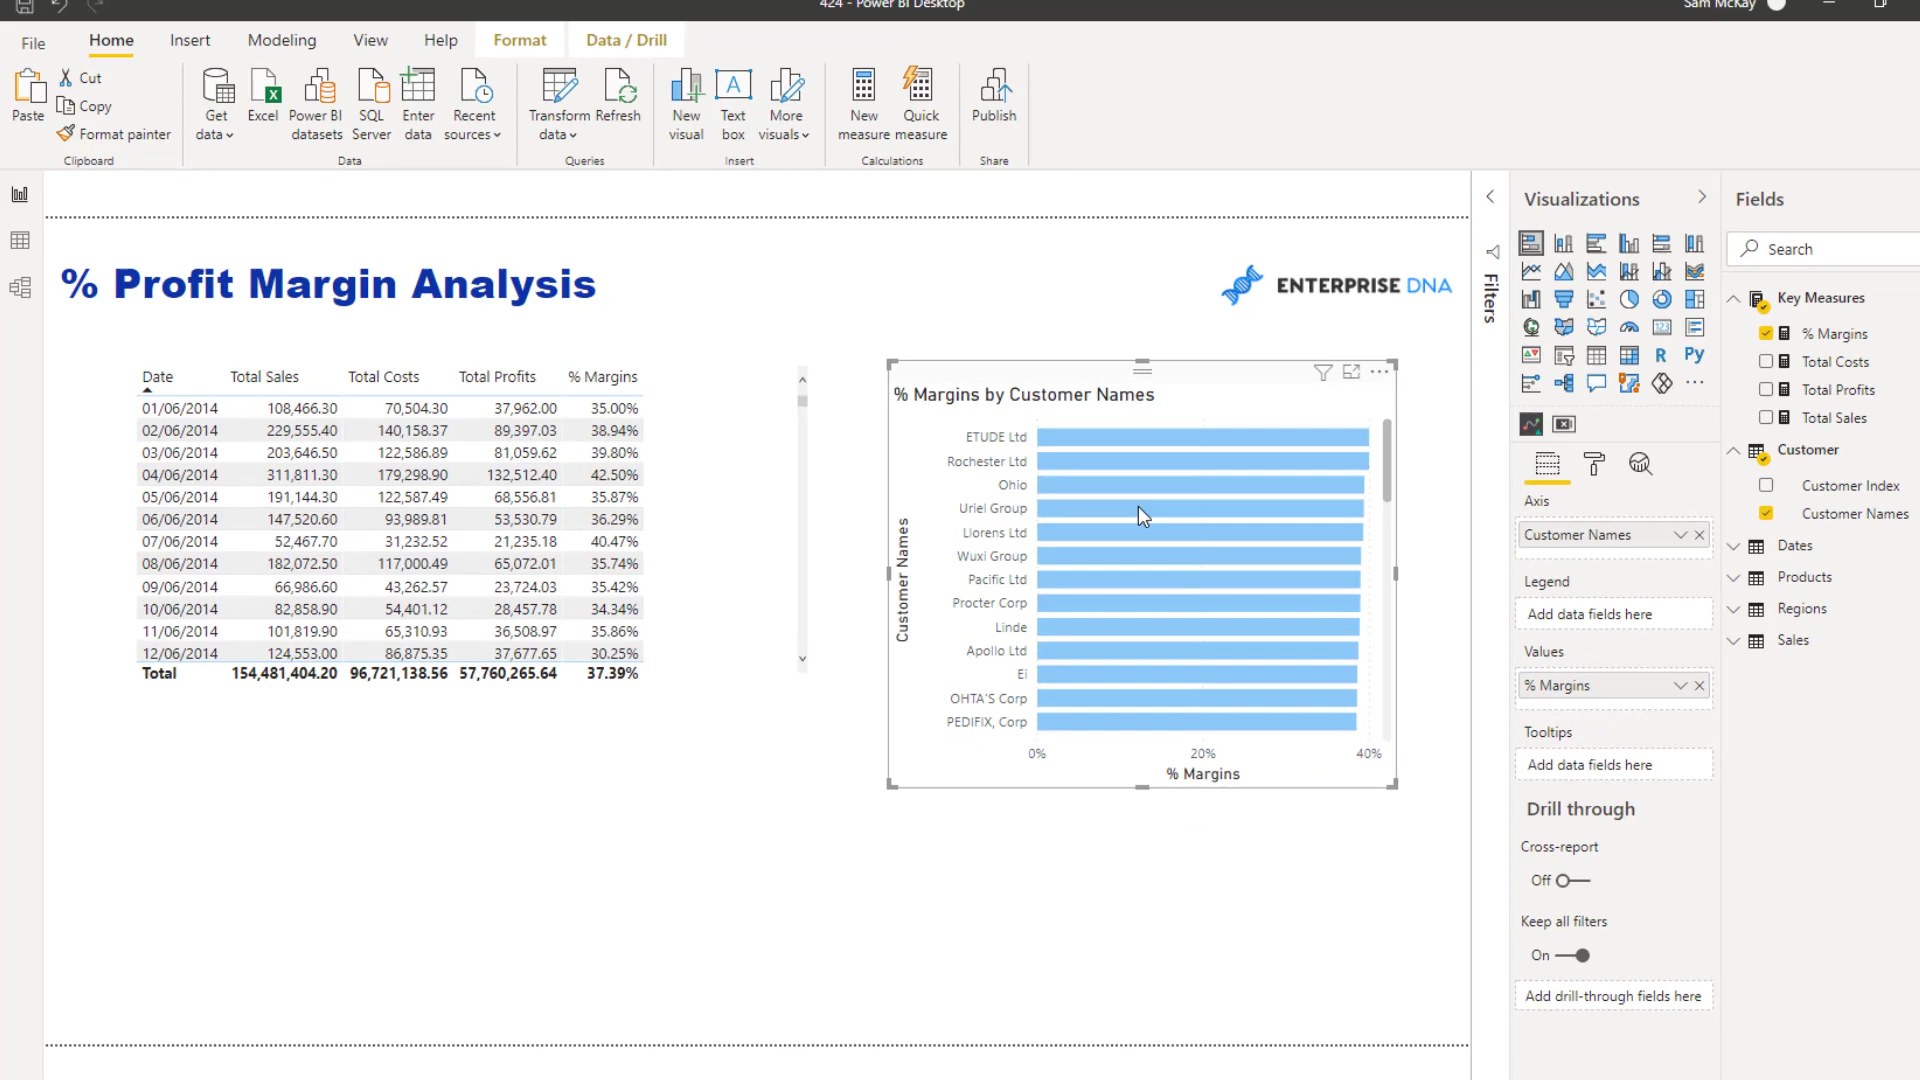 424 - Power BI Desktop
Sam McKay
File
Home
Insert
Modeling
View
Help
Format
Data / Drill
Paste
Cut
Copy
Format painter
Clipboard
Get data
Excel
Power BI datasets
SQL Server
Enter data
Recent sources
Data
Transform data
Refresh
Queries
New visual
A
Text box
More visuals
Insert
New measure
Quick measure
Calculations
Publish
Share
% Profit Margin Analysis
ENTERPRISE DNA
Date Total Sales Total Costs Total Profits % Margins
01/06/2014 108,466.30 70,504.30 37,962.00 35.00%
02/06/2014 229,555.40 140,158.37 89,397.03 38.94%
03/06/2014 203,646.50 122,586.89 81,059.62 39.80%
04/06/2014 311,811.30 179,298.90 132,512.40 42.50%
05/06/2014 191,144.30 122,587.49 68,556.81 35.87%
06/06/2014 147,520.60 93,989.81 53,530.79 36.29%
07/06/2014 52,467.70 31,232.52 21,235.18 40.47%
08/06/2014 182,072.50 117,000.49 65,072.01 35.74%
09/06/2014 66,986.60 43,262.57 23,724.03 35.42%
10/06/2014 82,858.90 54,401.12 28,457.78 34.34%
11/06/2014 101,819.90 65,310.93 36,508.97 35.86%
12/06/2014 124,553.00 86,875.35 37,677.65 30.25%
Total 154,481,404.20 96,721,138.56 57,760,265.64 37.39%
% Margins by Customer Names
Customer Names
ETUDE Ltd
Rochester Ltd
Ohio
Uriel Group
Llorens Ltd
Wuxi Group
Pacific Ltd
Procter Corp
Linde
Apollo Ltd
Ei
OHTA'S Corp
PEDIFIX, Corp
0% 20% 40%
% Margins
Filters
Visualizations
R
Py
123
Axis
Customer Names
Legend
Add data fields here
Values
% Margins
Tooltips
Add data fields here
Drill through
Cross-report
Off
Keep all filters
On
Add drill-through fields here
Fields
Search
Key Measures
% Margins
Total Costs
Total Profits
Total Sales
Customer
Customer Index
Customer Names
Dates
Products
Regions
Sales